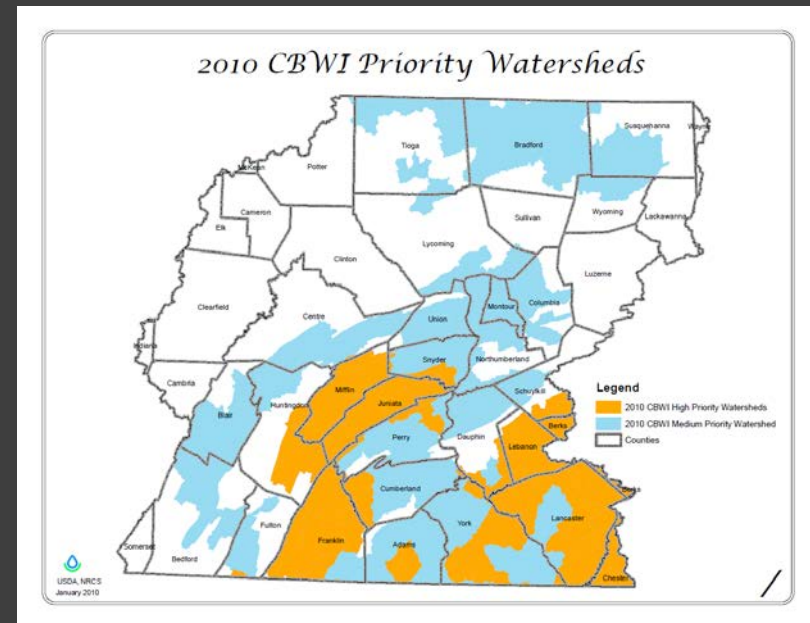 2010 CBWI Priority Watersheds
Susquehanna
Wayne
Tioga
Bradford
McKean
Potter
Cameron
Elk
Sullivan
Wyoming
Lackawanna
Lycoming
Clinton
Luzerne
Clearfield
Columbia
Montour
Centre
Union
Indiana
Snyder
Northumberland
Cambria
Mifflin
Schuylkill
Huntingdon
Juniata
Blair
Berks
Perry
Dauphin
Lebanon
Cumberland
Berks
Lancaster
Fulton
York
Franklin
Adams
Somerset
Bedford
Chester
Legend
2010 CBWI High Priority Watersheds
2010 CBWI Medium Priority Watershed
Counties
USDA, NRCS
January 2010
/